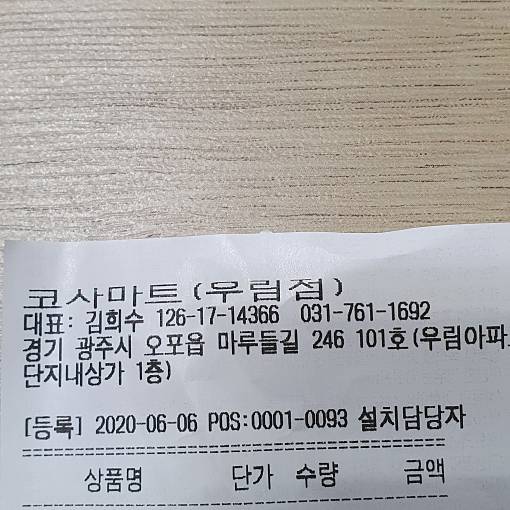 코사마트(우림점)
대표: 김희수 126-17-14366 031-761-1692
경기 광주시 오포읍 마루들길 246 101호(우림아파
단지내상가 1층)
[등록] 2020-06-06 POS:0001-0093 설치담당자
===========================================
상품명 단가 수량 금액
-------------------------------------------